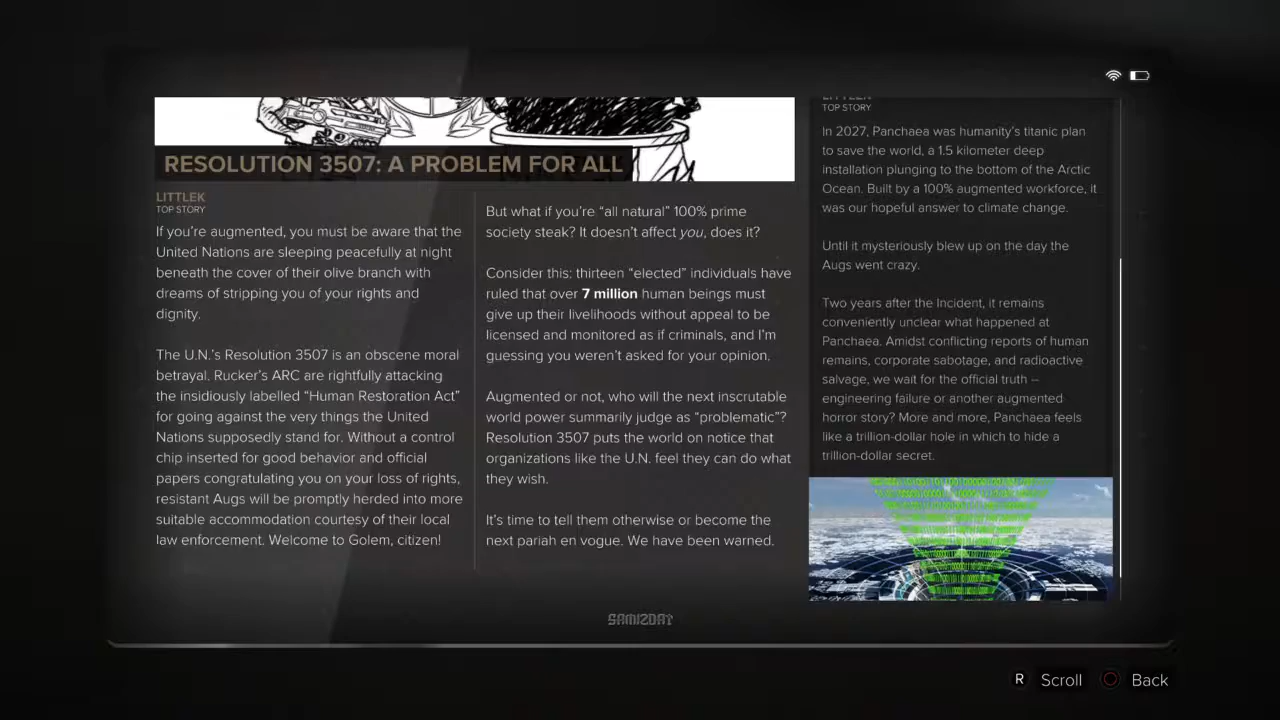 RESOLUTION 3507: A PROBLEM FOR ALL
LITTLEK
TOP STORY
If you're augmented, you must be aware that the
United Nations are sleeping peacefully at night
beneath the cover of their olive branch with
dreams of stripping you of your rights and
dignity.
The U.N.'s Resolution 3507 is an obscene moral
betrayal. Rucker's ARC are rightfully attacking
the insidiously labelled “Human Restoration Act”
for going against the very things the United
Nations supposedly stand for. Without a control
chip inserted for good behavior and official
papers congratulating you on your loss of rights,
resistant Augs will be promptly herded into more
suitable accommodation courtesy of their local
law enforcement. Welcome to Golem, citizen!
But what if you're “all natural” 100% prime
society steak? It doesn't affect you, does it?
Consider this: thirteen “elected” individuals have
ruled that over 7 million human beings must
give up their livelihoods without appeal to be
licensed and monitored as if criminals, and I'm
guessing you weren't asked for your opinion.
Augmented or not, who will the next inscrutable
world power summarily judge as “problematic”?
Resolution 3507 puts the world on notice that
organizations like the U.N. feel they can do what
they wish.
It's time to tell them otherwise or become the
next pariah en vogue. We have been warned.
TOP STORY
In 2027, Panchaea was humanity's titanic plan
to save the world, a 1.5 kilometer deep
installation plunging to the bottom of the Arctic
Ocean. Built by a 100% augmented workforce, it
was our hopeful answer to climate change.
Until it mysteriously blew up on the day the
Augs went crazy.
Two years after the Incident, it remains
conveniently unclear what happened at
Panchaea. Amidst conflicting reports of human
remains, corporate sabotage, and radioactive
salvage, we wait for the official truth –
engineering failure or another augmented
horror story? More and more, Panchaea feels
like a trillion-dollar hole in which to hide a
trillion-dollar secret.
SAMIZDAT
R Scroll Back